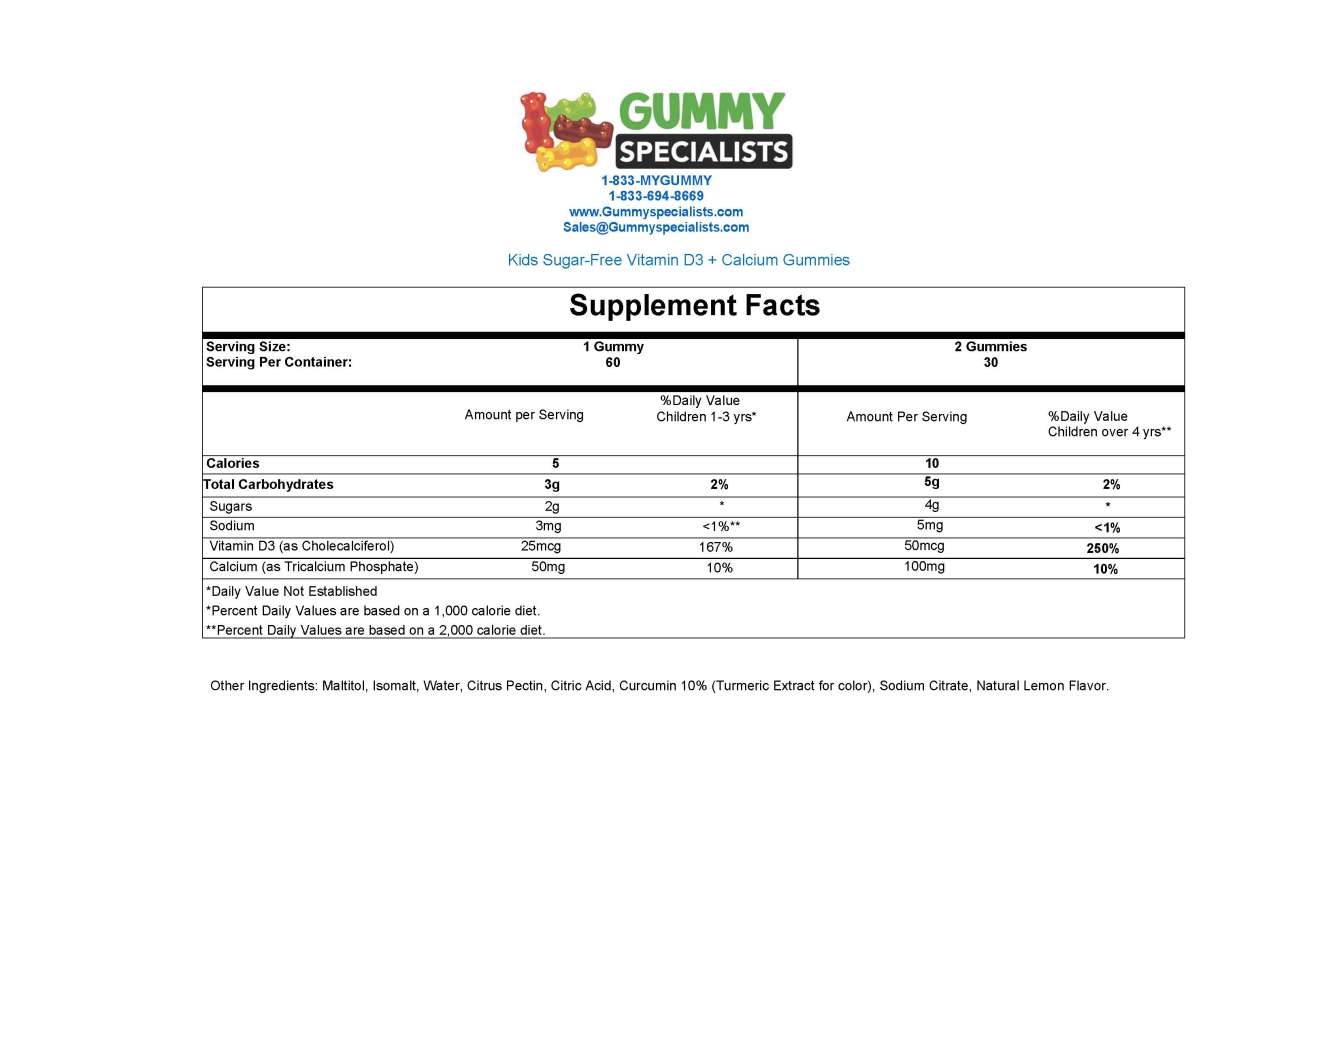 GUMMY
SPECIALISTS
1-833-MYGUMMY
1-833-694-8669
www.Gummyspecialists.com
Sales@Gummyspecialists.com
Kids Sugar-Free Vitamin D3 + Calcium Gummies
Supplement Facts
Serving Size: 1 Gummy 2 Gummies
Serving Per Container: 60 30
%Daily Value
Amount per Serving Children 1-3 yrs* Amount Per Serving %Daily Value
Children over 4 yrs**
Calories 5 10
Total Carbohydrates 3g 2% 5g 2%
Sugars 2g * 4g *
Sodium 3mg <1%** 5mg <1%
Vitamin D3 (as Cholecalciferol) 25mcg 167% 50mcg 250%
Calcium (as Tricalcium Phosphate) 50mg 10% 100mg 10%
*Daily Value Not Established
*Percent Daily Values are based on a 1,000 calorie diet.
**Percent Daily Values are based on a 2,000 calorie diet.
Other Ingredients: Maltitol, Isomalt, Water, Citrus Pectin, Citric Acid, Curcumin 10% (Turmeric Extract for color), Sodium Citrate, Natural Lemon Flavor.